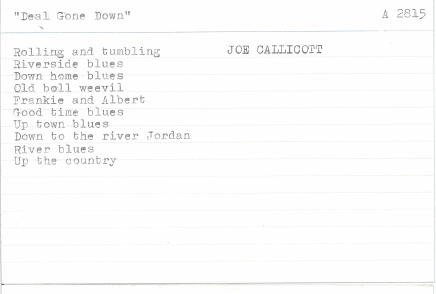 "Deal Gone Down" A 2815
Rolling and tumbling JOE CALLICOTT
Riverside blues
Down home blues
Old boll weevil
Frankie and Albert
Good time blues
Up town blues
Down to the river Jordan
River blues
Up the country